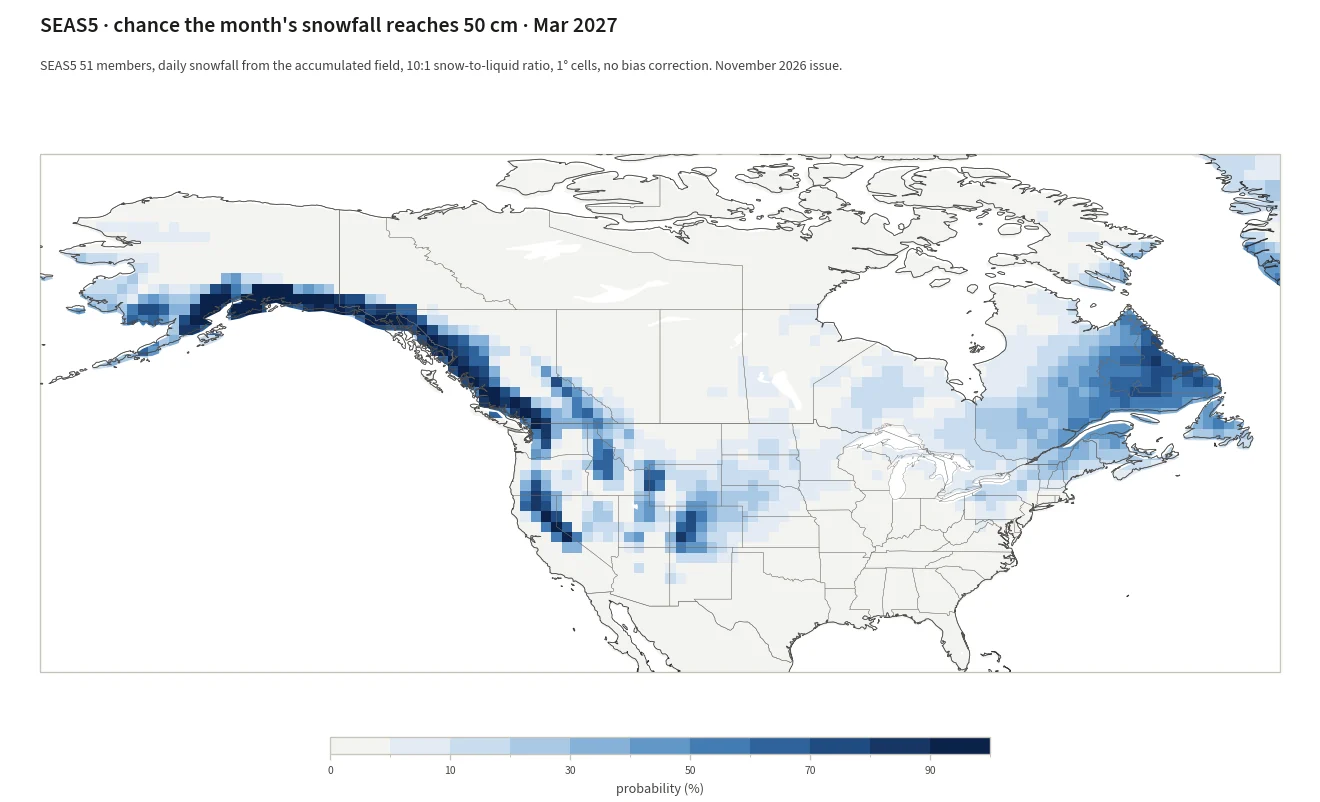 SEAS5 · chance the month's snowfall reaches 50 cm · Mar 2027
SEAS5 51 members, daily snowfall from the accumulated field, 10:1 snow-to-liquid ratio, 1° cells, no bias correction. November 2026 issue.
0 10 30 50 70 90
probability (%)